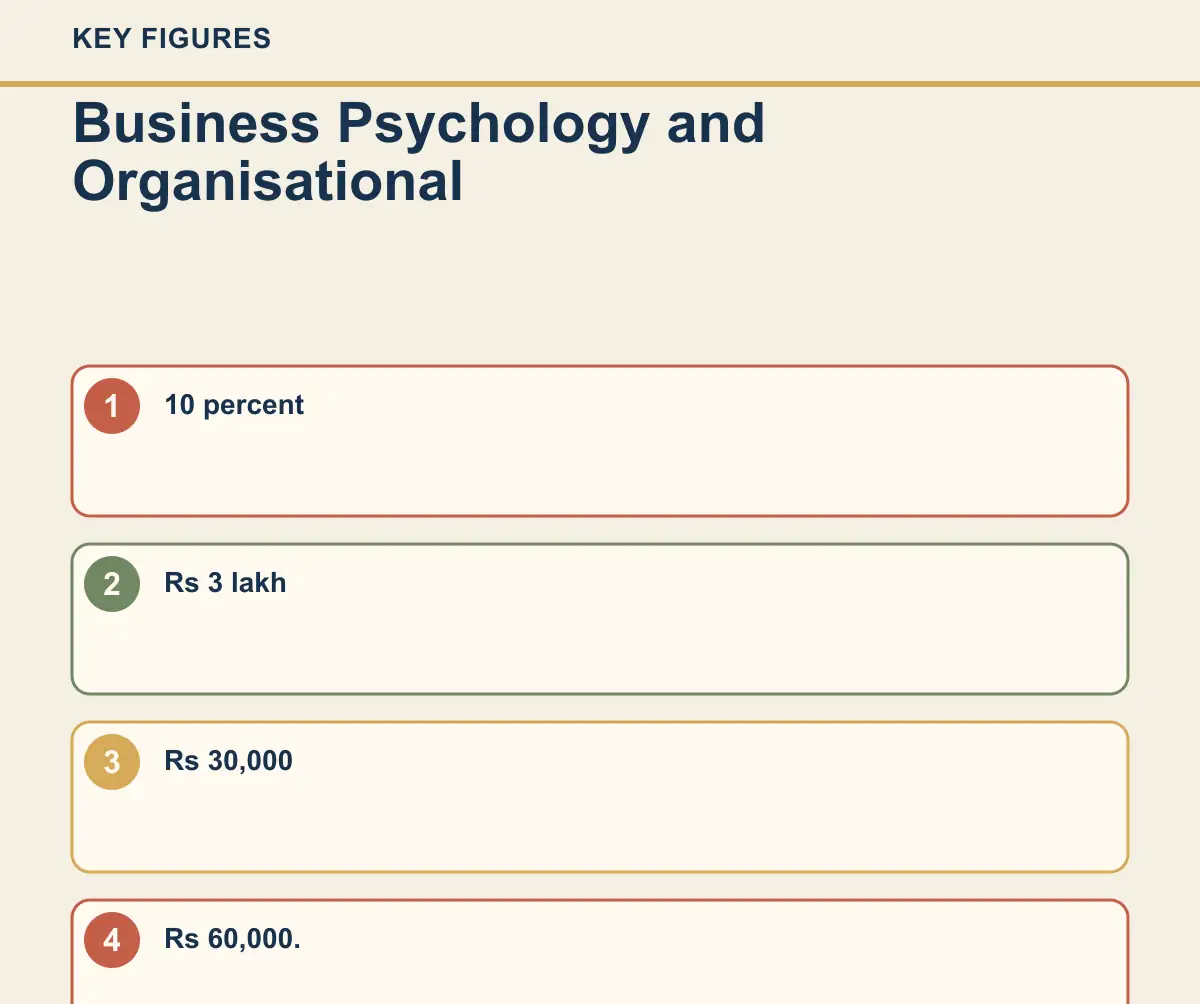 KEY FIGURES
Business Psychology and
Organisational
1
10 percent
2
Rs 3 lakh
3
Rs 30,000
4
Rs 60,000.